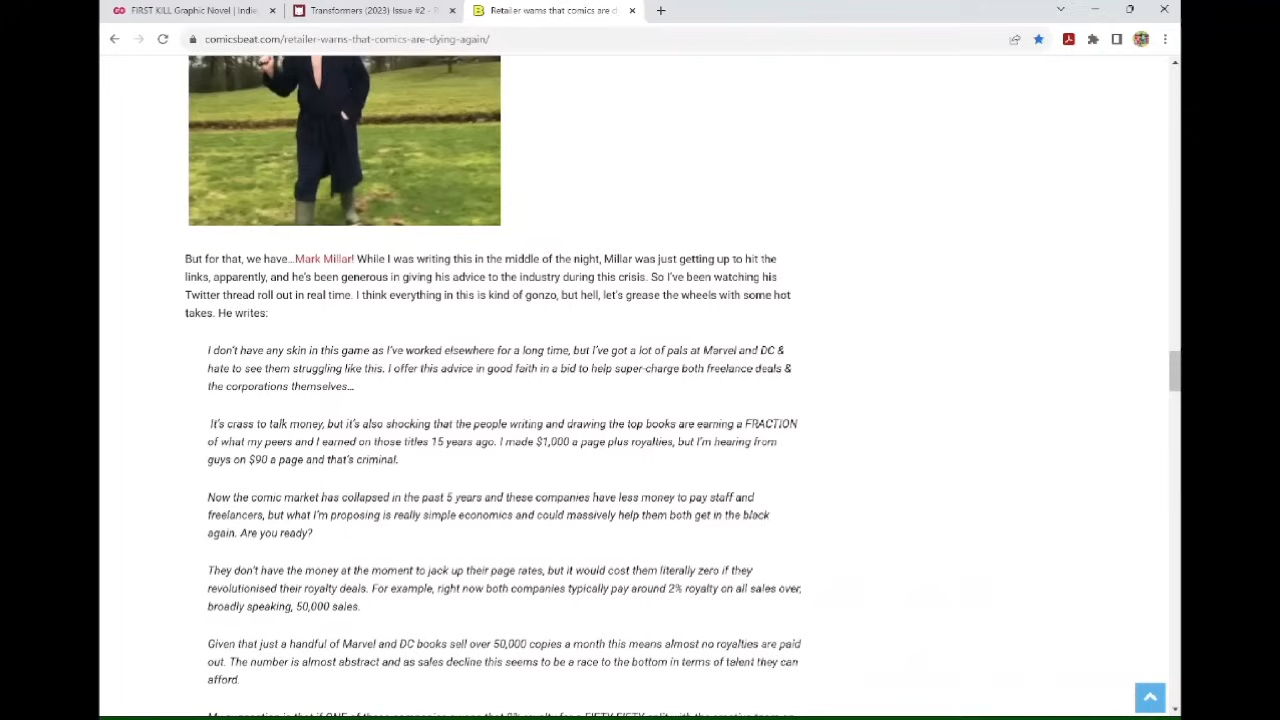 FIRST KILL Graphic Novel | Indie
Transformers (2023) Issue #2 - R
Retailer warns that comics are d
comicsbeat.com/retailer-warns-that-comics-are-dying-again/
But for that, we have…Mark Millar! While I was writing this in the middle of the night, Millar was just getting up to hit the
links, apparently, and he's been generous in giving his advice to the industry during this crisis. So I've been watching his
Twitter thread roll out in real time. I think everything in this is kind of gonzo, but hell, let's grease the wheels with some hot
takes. He writes:
I don't have any skin in this game as I've worked elsewhere for a long time, but I've got a lot of pals at Marvel and DC &
hate to see them struggling like this. I offer this advice in good faith in a bid to help super-charge both freelance deals &
the corporations themselves…
It's crass to talk money, but it's also shocking that the people writing and drawing the top books are earning a FRACTION
of what my peers and I earned on those titles 15 years ago. I made $1,000 a page plus royalties, but I'm hearing from
guys on $90 a page and that's criminal.
Now the comic market has collapsed in the past 5 years and these companies have less money to pay staff and
freelancers, but what I'm proposing is really simple economics and could massively help them both get in the black
again. Are you ready?
They don't have the money at the moment to jack up their page rates, but it would cost them literally zero if they
revolutionised their royalty deals. For example, right now both companies typically pay around 2% royalty on all sales over,
broadly speaking, 50,000 sales.
Given that just a handful of Marvel and DC books sell over 50,000 copies a month this means almost no royalties are paid
out. The number is almost abstract and as sales decline this seems to be a race to the bottom in terms of talent they can
afford.